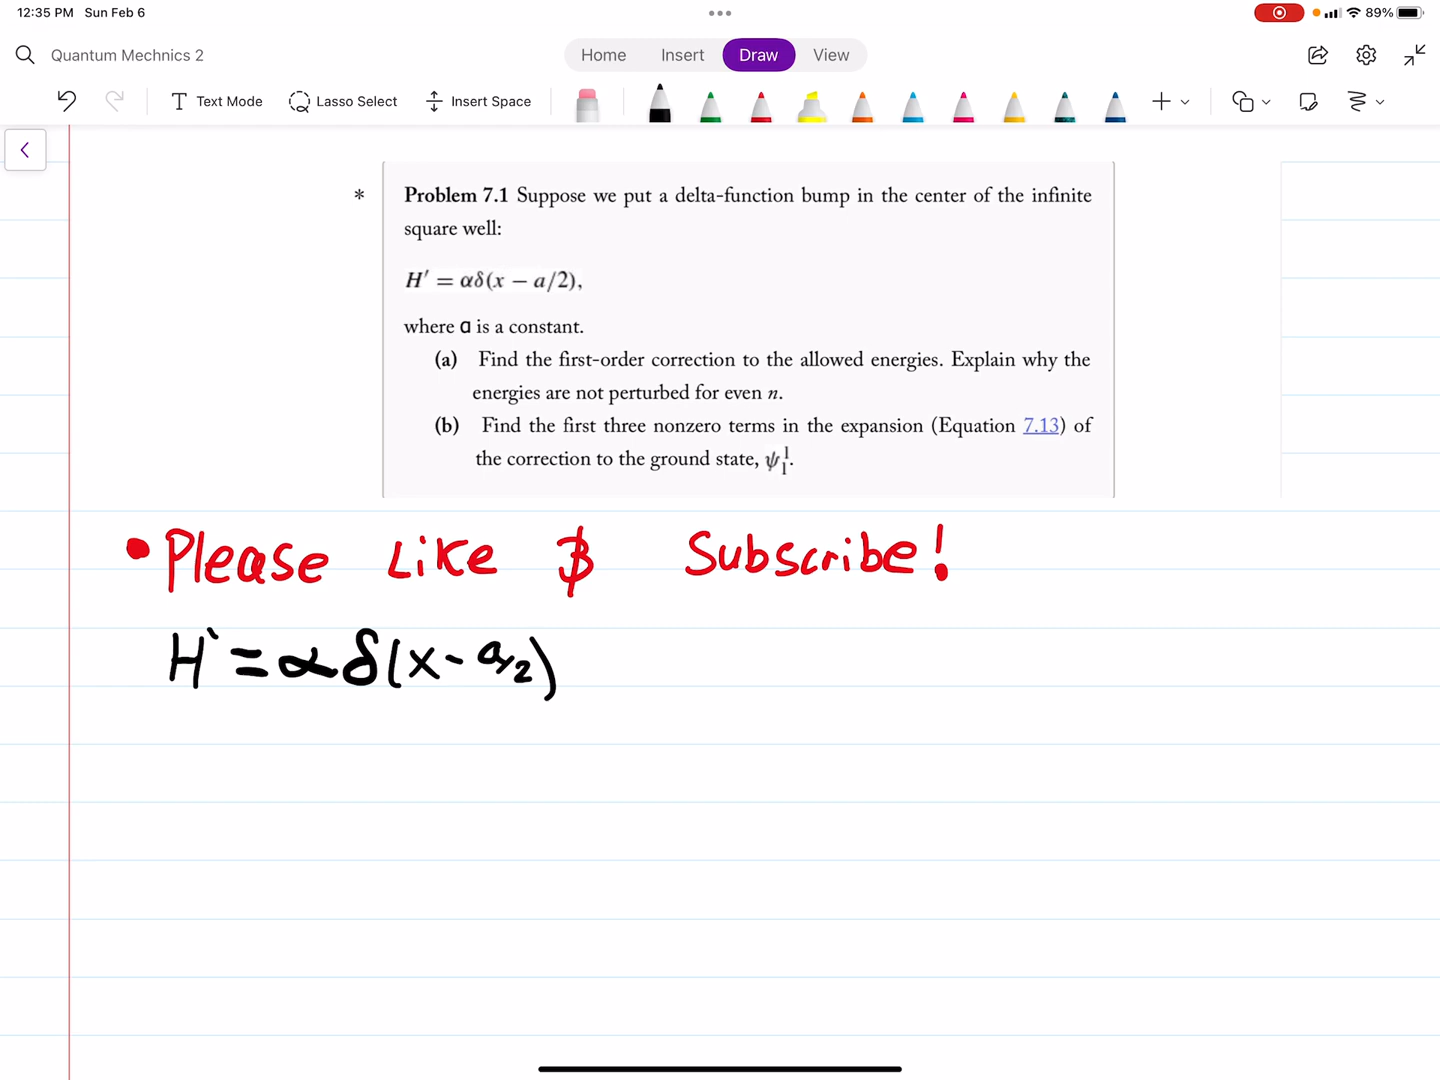 12:35 PM Sun Feb 6
89%
Quantum Mechnics 2
Home Insert Draw View
Text Mode Lasso Select Insert Space
* Problem 7.1 Suppose we put a delta-function bump in the center of the infinite
square well:
H′ = αδ(x − a/2),
where a is a constant.
(a) Find the first-order correction to the allowed energies. Explain why the
energies are not perturbed for even n.
(b) Find the first three nonzero terms in the expansion (Equation 7.13) of
the correction to the ground state, ψ₁¹.
• Please Like $ Subscribe!
H` = α δ(x - a/2)